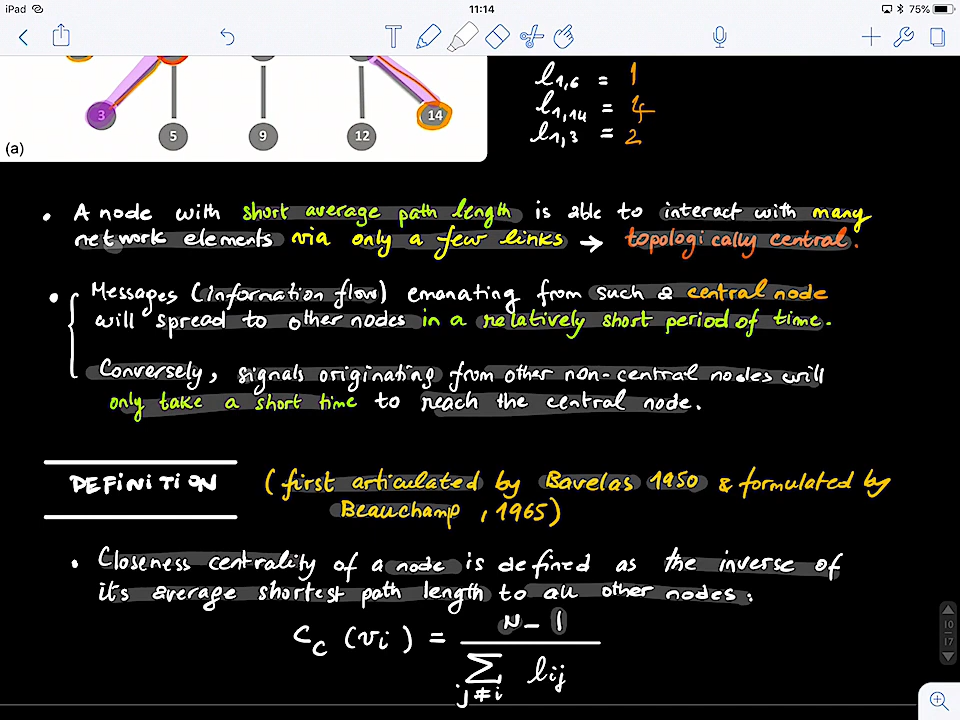 iPad 11:14 75%
T
l1,6 = 1
l1,14 = 4
l1,3 = 2
3 5 9 12 14
(a)
• A node with short average path length is able to interact with many
network elements via only a few links → topologically central.
• Messages (information flow) emanating from such a central node
will spread to other nodes in a relatively short period of time.
Conversely, signals originating from other non-central nodes will
only take a short time to reach the central node.
DEFINITION (first articulated by Bavelas 1950 & formulated by
Beauchamp, 1965)
• Closeness centrality of a node is defined as the inverse of
its average shortest path length to all other nodes:
Cc (vi) = N - 1 / Σ j≠i lij
10
17